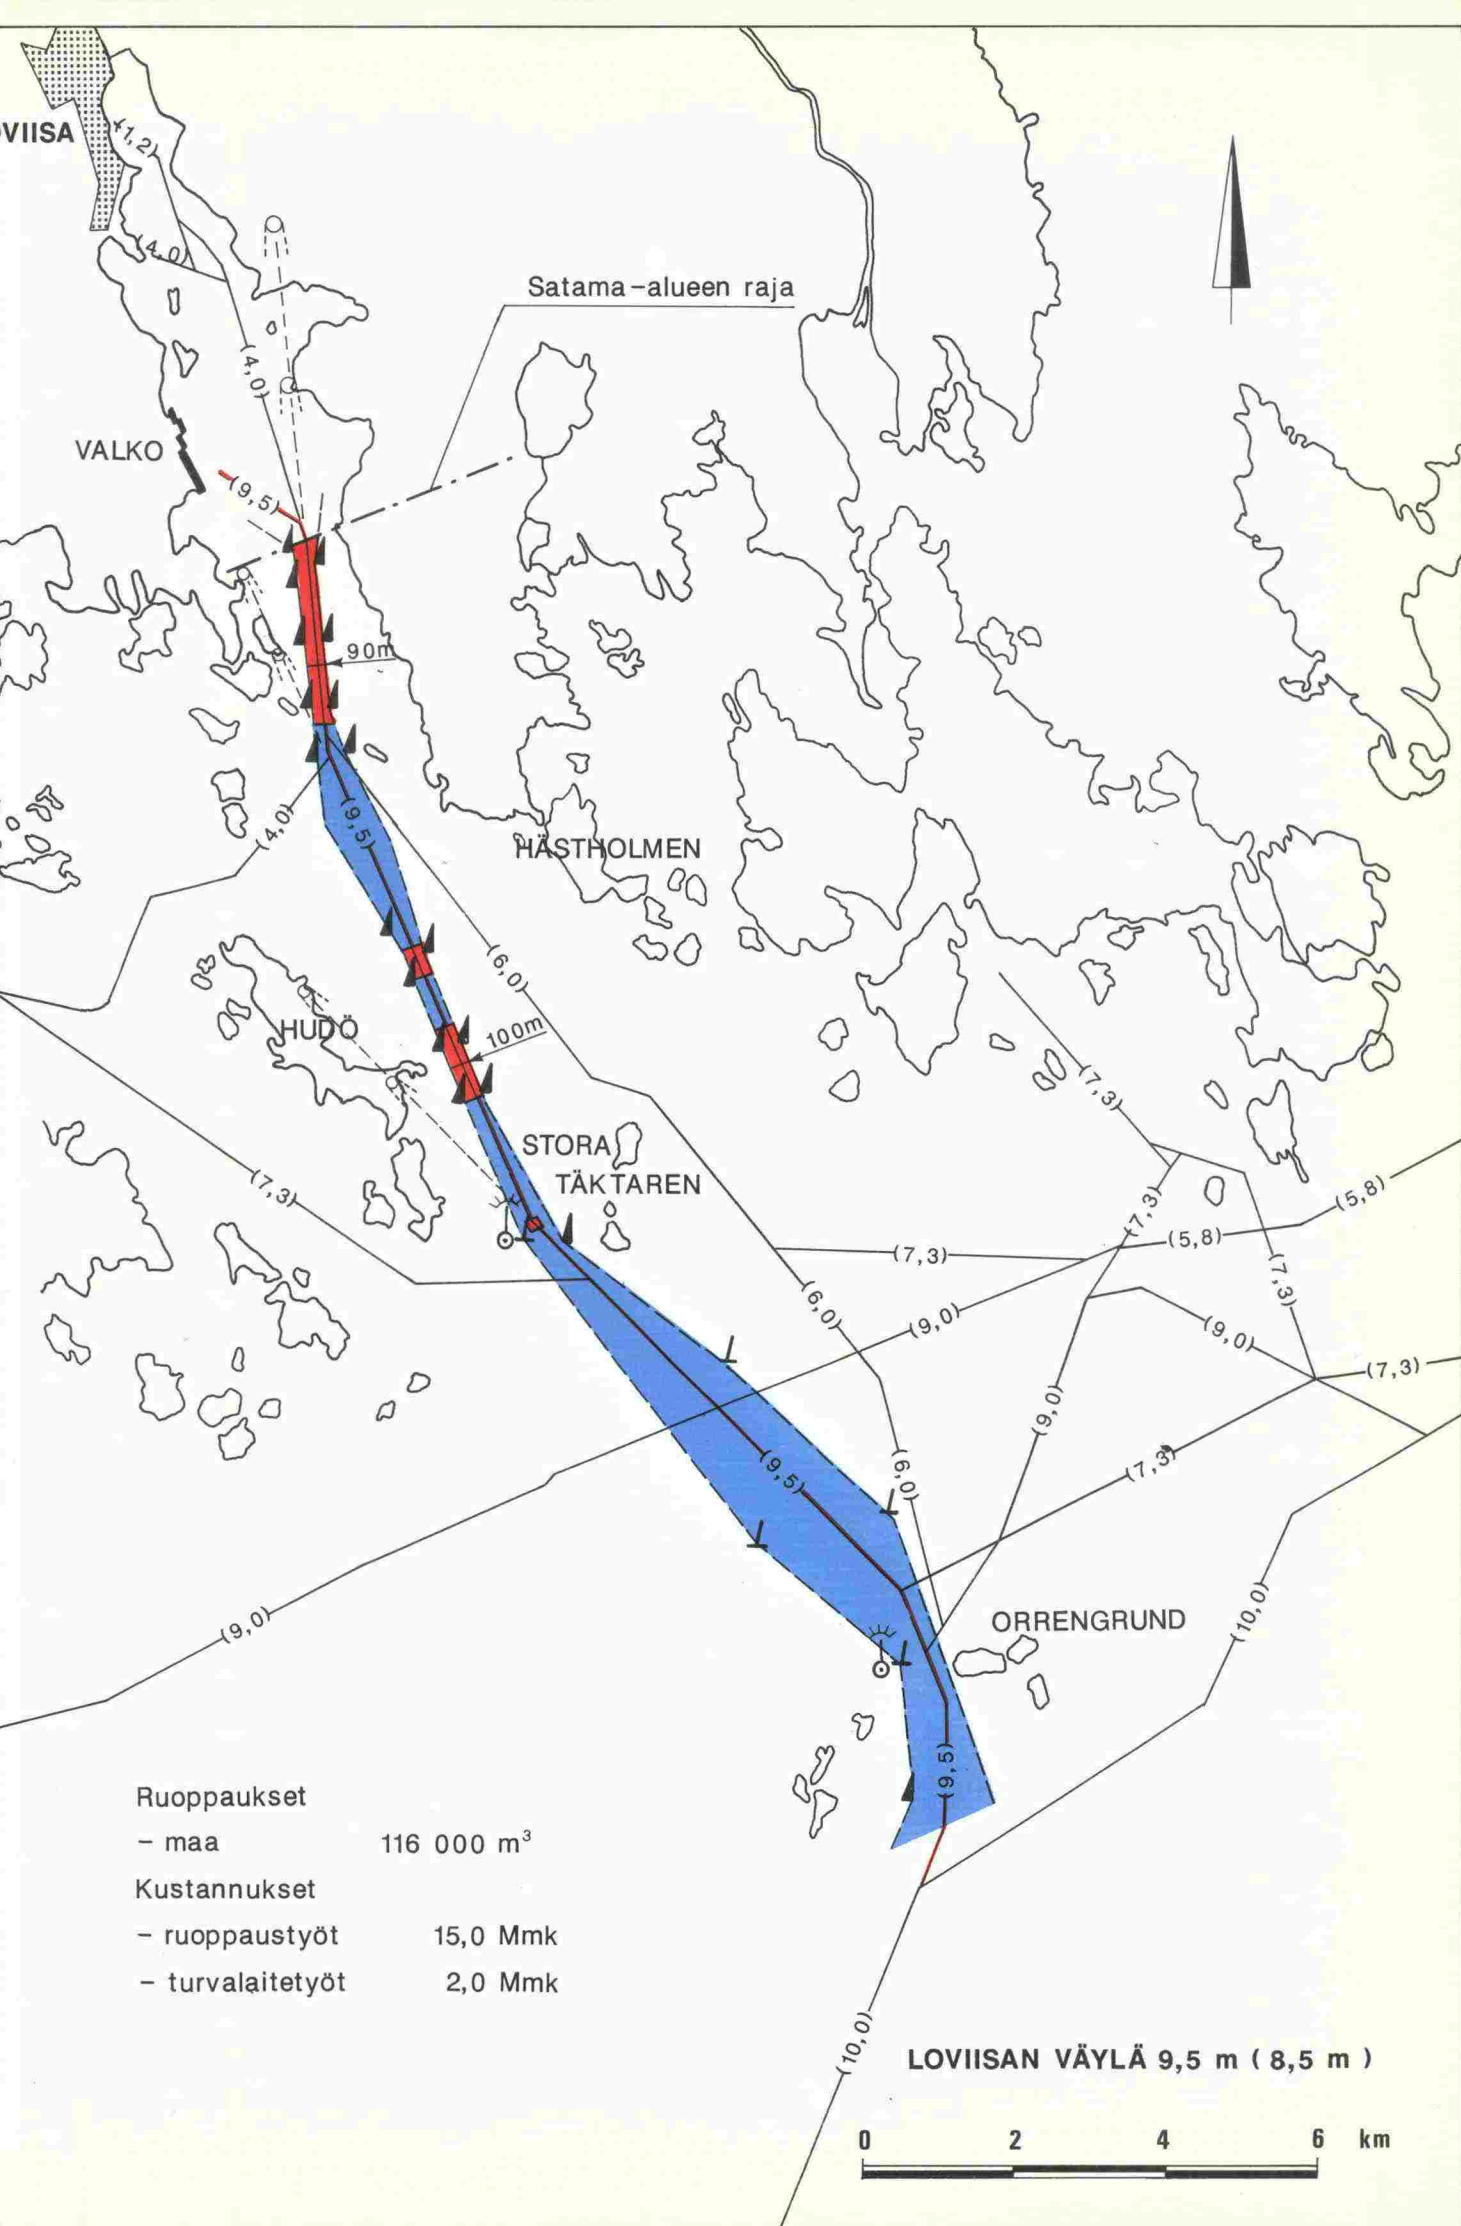 VIISA
(1,2)
(4,0)
Satama-alueen raja
(4,0)
VALKO
(9,5)
90m
(9,5)
(4,0)
HÄSTHOLMEN
(6,0)
HUDÖ
100m
(7,3)
STORA
TÄKTAREN
(7,3)
(7,3)
(5,8)
(5,8)
(7,3)
(7,3)
(6,0)
(9,0)
(9,0)
(7,3)
(9,0)
(9,5)
(6,0)
(7,3)
(9,0)
ORRENGRUND
(10,0)
(9,5)
Ruoppaukset
- maa 116 000 m³
Kustannukset
- ruoppaustyöt 15,0 Mmk
- turvalaitetyöt 2,0 Mmk
(10,0)
LOVIISAN VÄYLÄ 9,5 m ( 8,5 m )
0 2 4 6 km